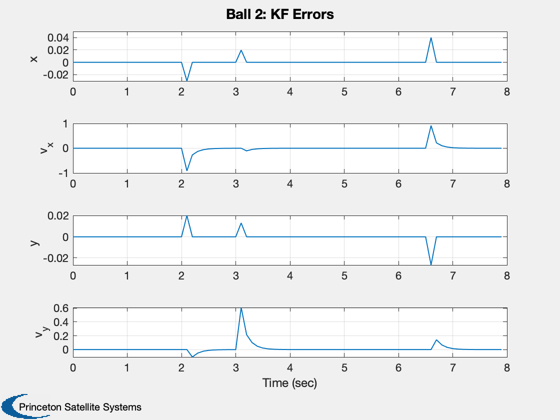 Ball 2: KF Errors
x
0.04
0.02
0
-0.02
0 1 2 3 4 5 6 7 8
v_x
1
0
-1
0 1 2 3 4 5 6 7 8
y
0.02
0
-0.02
0 1 2 3 4 5 6 7 8
v_y
0.6
0.4
0.2
0
0 1 2 3 4 5 6 7 8
Time (sec)
Princeton Satellite Systems